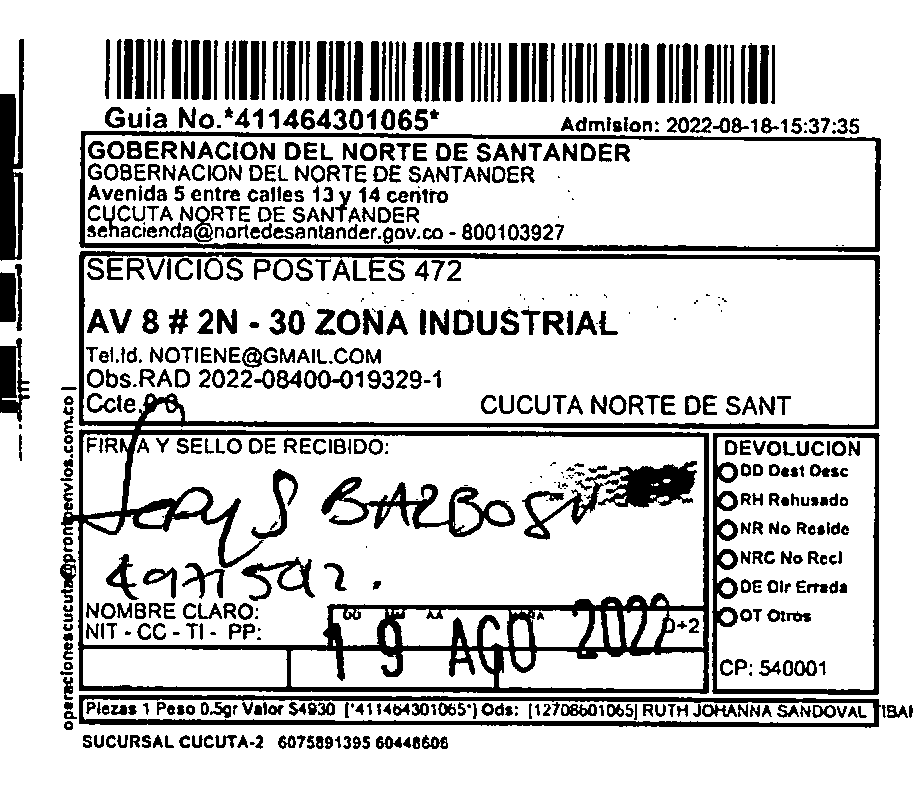 Guia No.*411464301065*
Admision: 2022-08-18-15:37:35
GOBERNACION DEL NORTE DE SANTANDER
GOBERNACION DEL NORTE DE SANTANDER
Avenida 5 entre calles 13 y 14 centro
CUCUTA NORTE DE SANTANDER
sehacienda@nortedesantander.gov.co - 800103927
SERVICIOS POSTALES 472
AV 8 # 2N - 30 ZONA INDUSTRIAL
Tel.Id. NOTIENE@GMAIL.COM
Obs.RAD 2022-08400-019329-1
Ccte.
CUCUTA NORTE DE SANT
operacionescucuta@prontoenvios.com.co |
FIRMA Y SELLO DE RECIBIDO:
BARBOSA
NOMBRE CLARO:
NIT - CC - TI - PP:
DD MM AA HORA
D+2
19 AGO 2022
DEVOLUCION
DD Dest Desc
RH Rehusado
NR No Reside
NRC No Recl
DE Dir Errada
OT Otros
CP: 540001
Piezas 1 Peso 0.5gr Valor $4930 [*411464301065*] Ods: [12708601065] RUTH JOHANNA SANDOVAL
SUCURSAL CUCUTA-2 6075891395 60448606